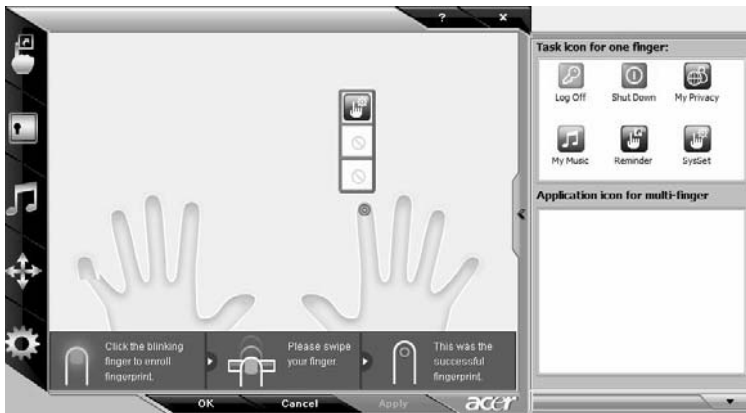 ? x
Task icon for one finger:
Log Off Shut Down My Privacy
My Music Reminder SysSet
Application icon for multi-finger
Click the blinking
finger to enroll
fingerprint.
Please swipe
your finger.
This was the
successful
fingerprint.
OK Cancel Apply acer